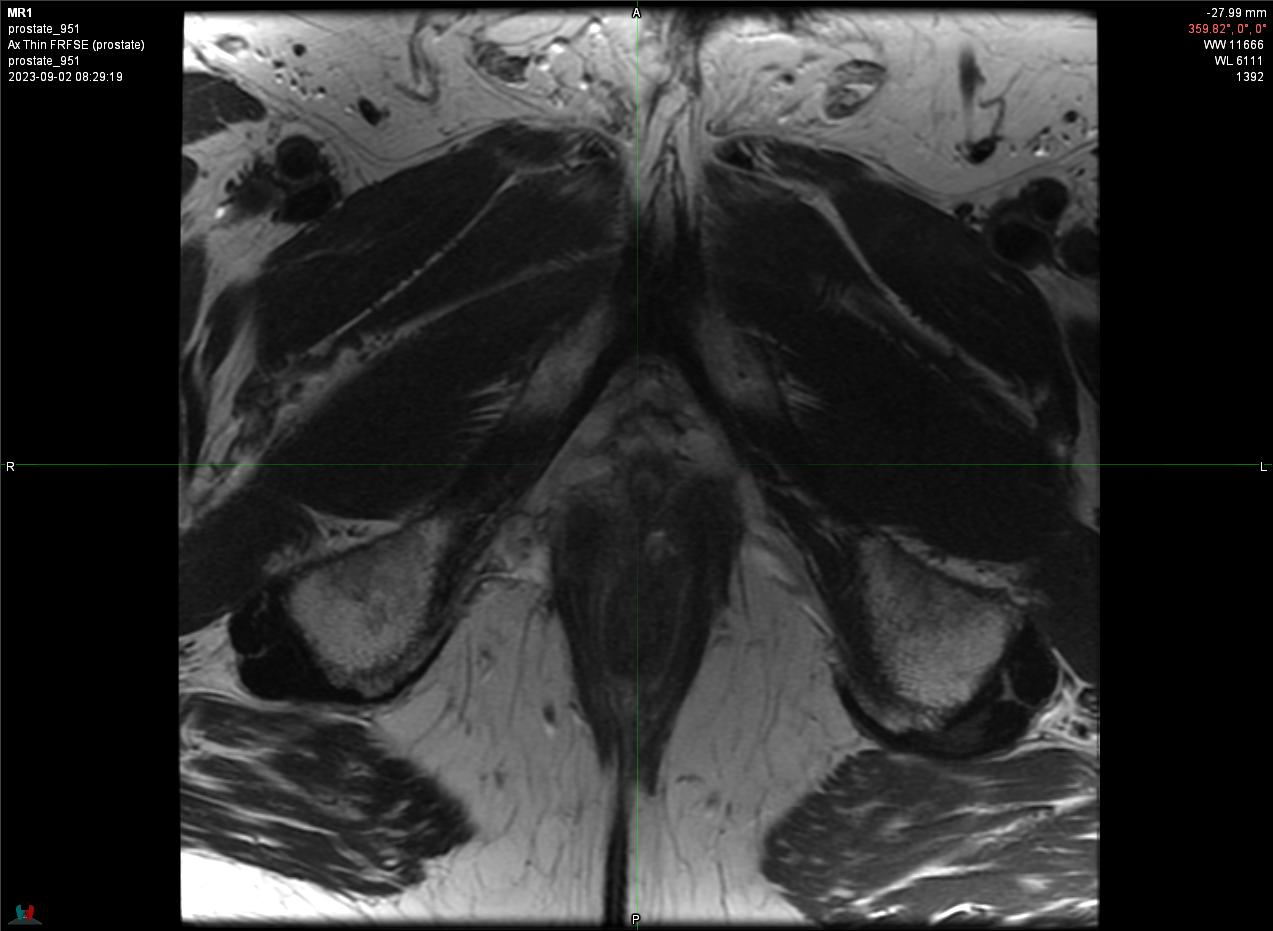 MR1
prostate_951
Ax Thin FRFSE (prostate)
prostate_951
2023-09-02 08:29:19
A
-27.99 mm
359.82°, 0°, 0°
WW 11666
WL 6111
1392
R
L
P